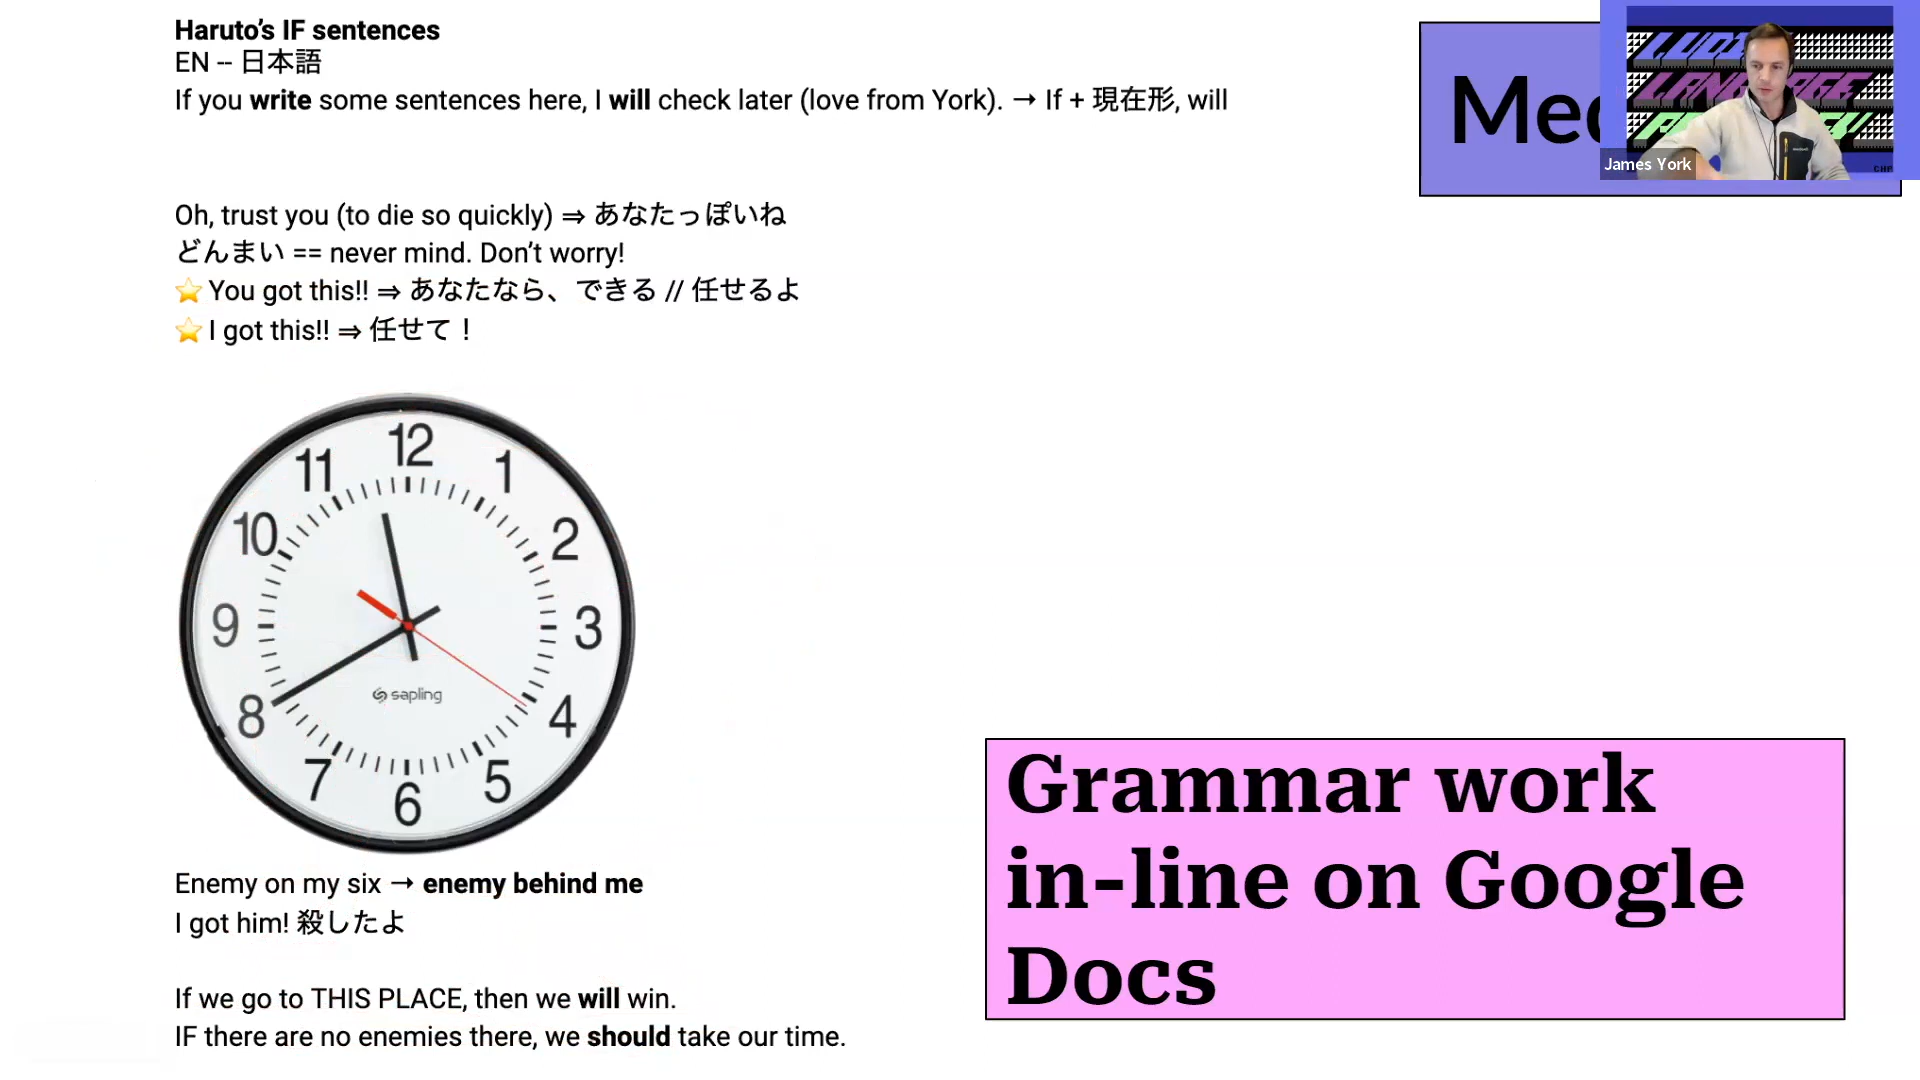 Haruto’s IF sentences
EN -- 日本語
If you write some sentences here, I will check later (love from York). → If + 現在形, will
Oh, trust you (to die so quickly) ⇒ あなたっぽいね
どんまい == never mind. Don’t worry!
⭐ You got this!! ⇒ あなたなら、できる // 任せるよ
⭐ I got this!! ⇒ 任せて！
12
11
1
10
2
9
3
8
4
7
5
6
sapling
Enemy on my six → enemy behind me
I got him! 殺したよ
If we go to THIS PLACE, then we will win.
IF there are no enemies there, we should take our time.
LANGUAGE
James York
Grammar work
in-line on Google
Docs